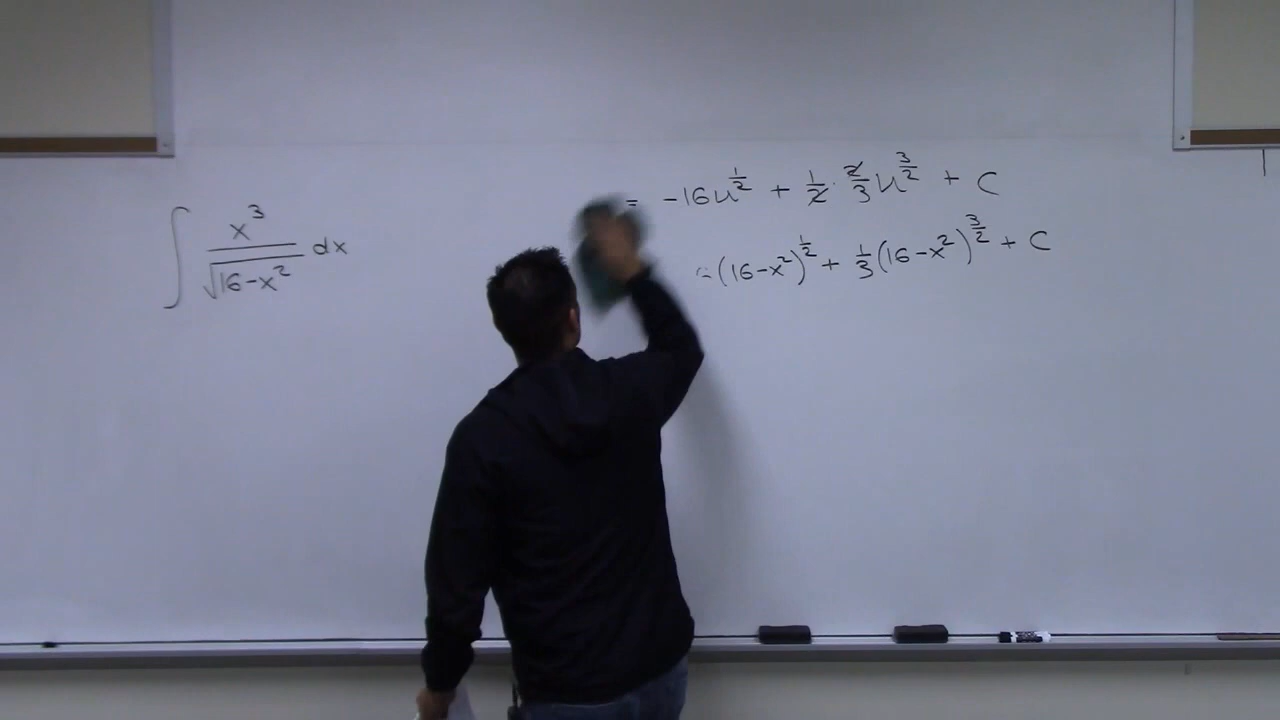 ∫ x³/√(16-x²) dx
= -16u^(1/2) + 1/2 · 2/3 u^(3/2) + C
(16-x²)^(1/2) + 1/3(16-x²)^(3/2) + C